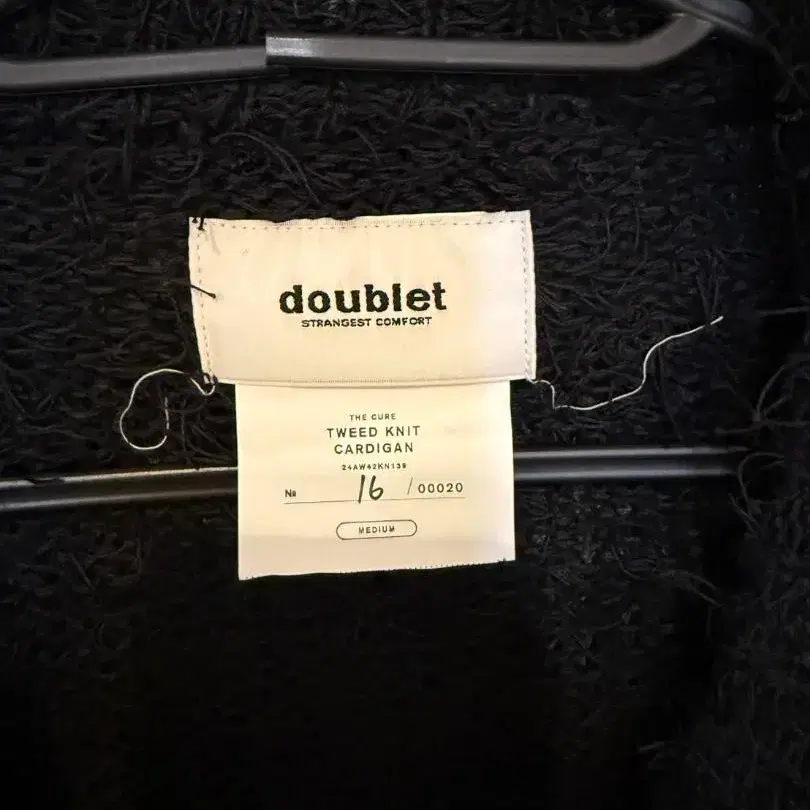 doublet
STRANGEST COMFORT
THE CURE
TWEED KNIT
CARDIGAN
24AW42KN139
№ 16 / 00020
MEDIUM